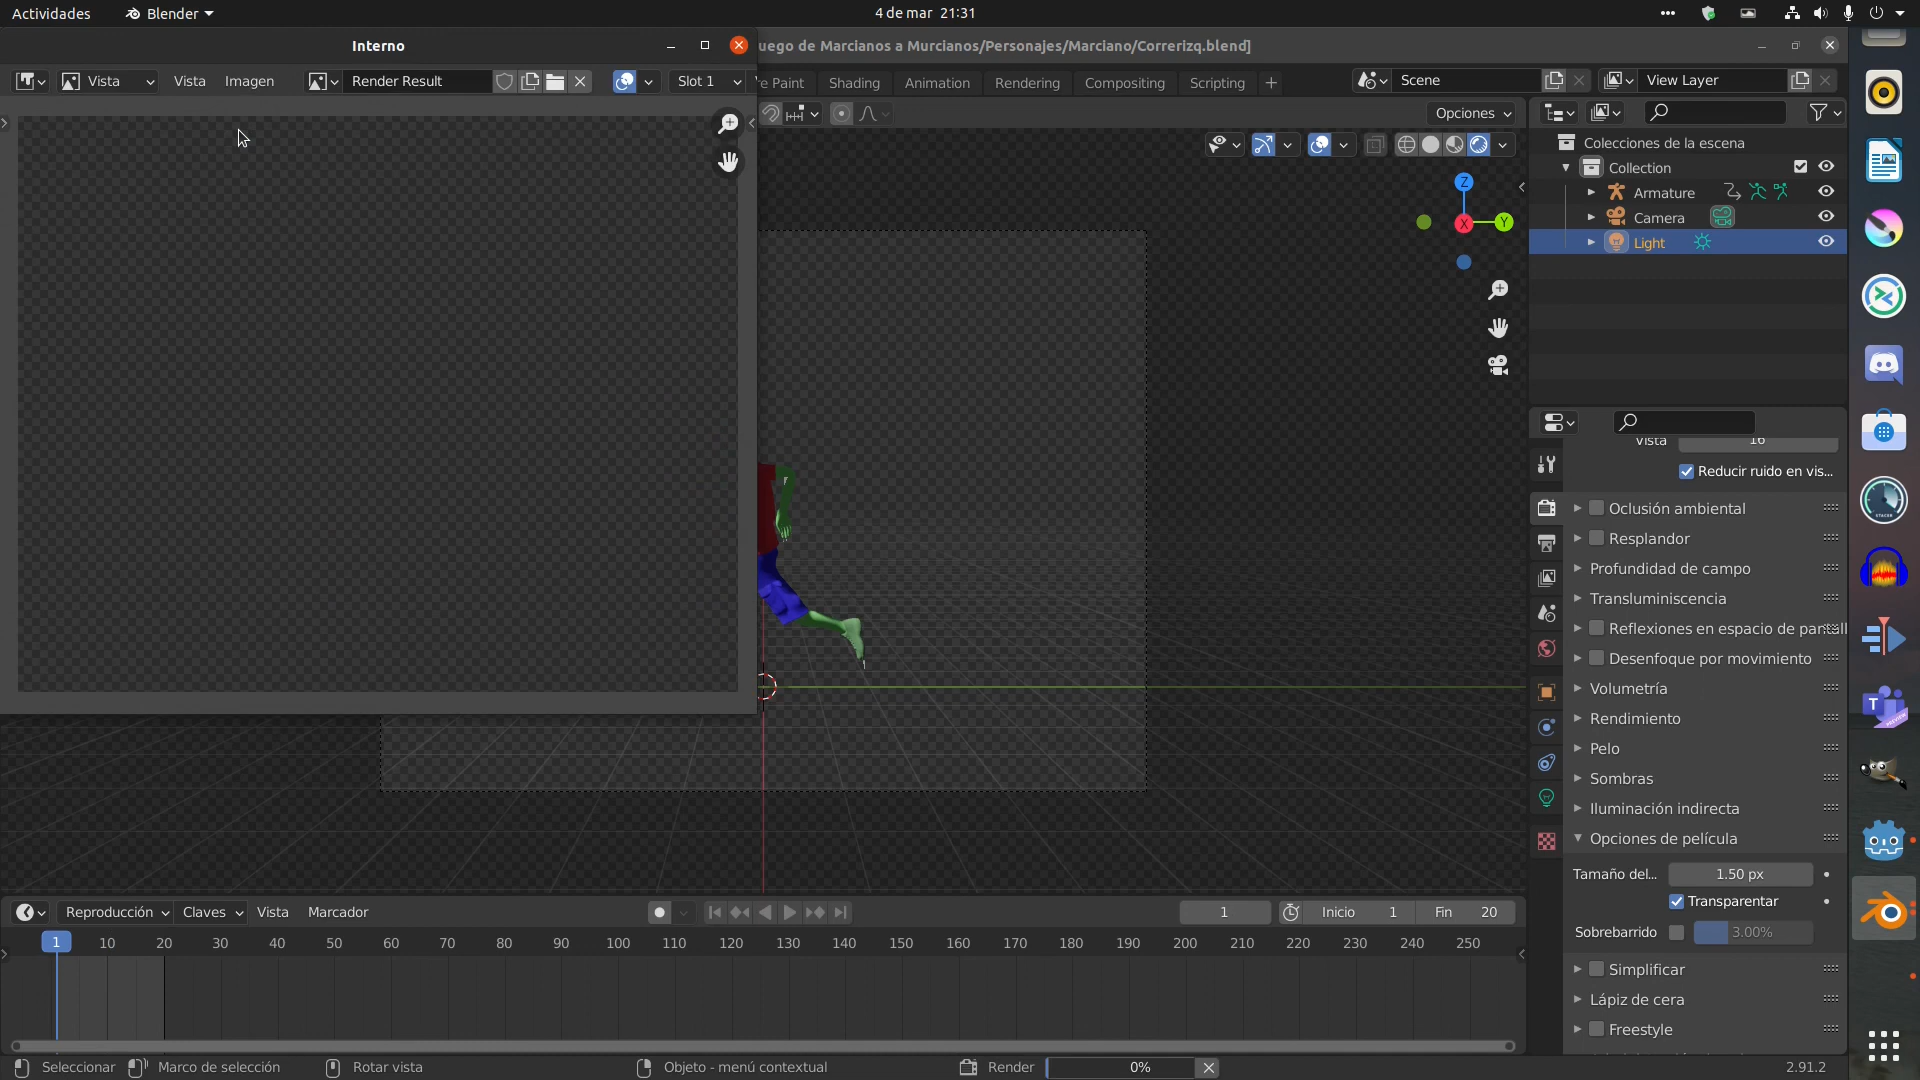 Actividades Blender 4 de mar 21:31
Interno
uego de Marcianos a Murcianos/Personajes/Marciano/Correrizq.blend]
Vista Vista Imagen Render Result Slot 1
e Paint Shading Animation Rendering Compositing Scripting + Scene View Layer
Opciones
Colecciones de la escena
Collection
Armature
Camera
Light
Z
X Y
Vista 16
Reducir ruido en vis...
Oclusión ambiental
Resplandor
Profundidad de campo
Transluminiscencia
Reflexiones en espacio de pantall
Desenfoque por movimiento
Volumetría
Rendimiento
Pelo
Sombras
Iluminación indirecta
Opciones de película
Tamaño del... 1.50 px
Transparentar
Sobrebarrido 3.00%
Simplificar
Lápiz de cera
Freestyle
Reproducción Claves Vista Marcador 1 Inicio 1 Fin 20
1 10 20 30 40 50 60 70 80 90 100 110 120 130 140 150 160 170 180 190 200 210 220 230 240 250
Seleccionar Marco de selección Rotar vista Objeto - menú contextual Render 0% 2.91.2